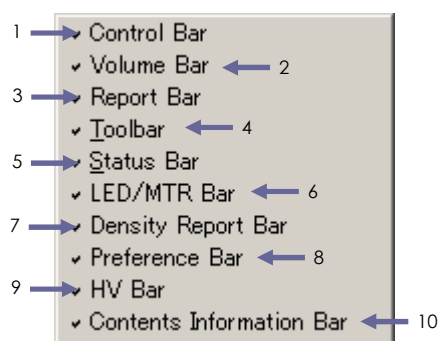 1 ✓ Control Bar
✓ Volume Bar 2
3 ✓ Report Bar
✓ Toolbar 4
5 ✓ Status Bar
✓ LED/MTR Bar 6
7 ✓ Density Report Bar
✓ Preference Bar 8
9 ✓ HV Bar
✓ Contents Information Bar 10